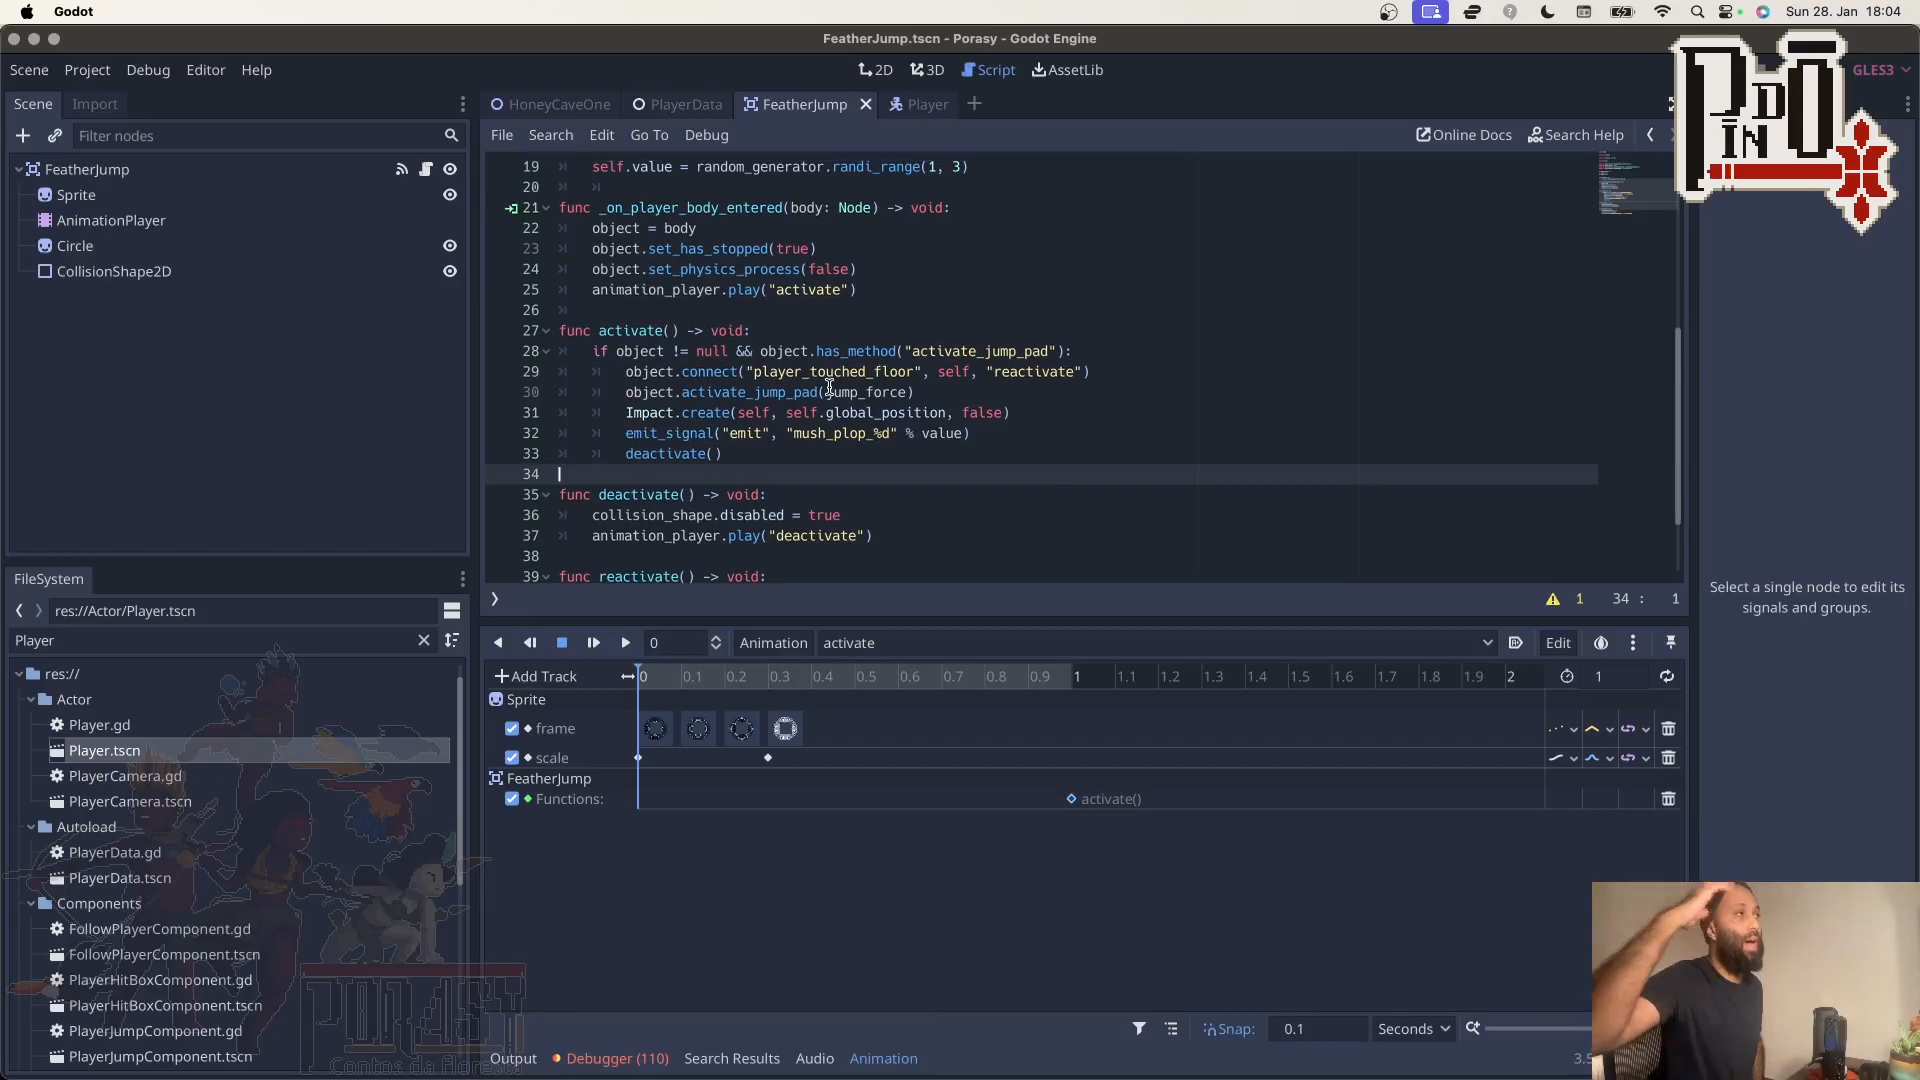 Godot
Sun 28. Jan 18:04
FeatherJump.tscn - Porasy - Godot Engine
Scene Project Debug Editor Help
2D 3D Script AssetLib
GLES3
PINDO
Scene Import
Filter nodes
FeatherJump
Sprite
AnimationPlayer
Circle
CollisionShape2D
HoneyCaveOne PlayerData FeatherJump Player
File Search Edit Go To Debug
Online Docs Search Help
19 self.value = random_generator.randi_range(1, 3)
20
21 func _on_player_body_entered(body: Node) -> void:
22 object = body
23 object.set_has_stopped(true)
24 object.set_physics_process(false)
25 animation_player.play("activate")
26
27 func activate() -> void:
28 if object != null && object.has_method("activate_jump_pad"):
29 object.connect("player_touched_floor", self, "reactivate")
30 object.activate_jump_pad(jump_force)
31 Impact.create(self, self.global_position, false)
32 emit_signal("emit", "mush_plop_%d" % value)
33 deactivate()
34
35 func deactivate() -> void:
36 collision_shape.disabled = true
37 animation_player.play("deactivate")
38
39 func reactivate() -> void:
1 34 : 1
Select a single node to edit its
signals and groups.
FileSystem
res://Actor/Player.tscn
Player
res://
Actor
Player.gd
Player.tscn
PlayerCamera.gd
PlayerCamera.tscn
Autoload
PlayerData.gd
PlayerData.tscn
Components
FollowPlayerComponent.gd
FollowPlayerComponent.tscn
PlayerHitBoxComponent.gd
PlayerHitBoxComponent.tscn
PlayerJumpComponent.gd
PlayerJumpComponent.tscn
PORASY
Contos da floresta
0 Animation activate Edit
Add Track 0 0.1 0.2 0.3 0.4 0.5 0.6 0.7 0.8 0.9 1 1.1 1.2 1.3 1.4 1.5 1.6 1.7 1.8 1.9 2 1
Sprite
frame
scale
FeatherJump
Functions: activate()
Snap: 0.1 Seconds
Output Debugger (110) Search Results Audio Animation